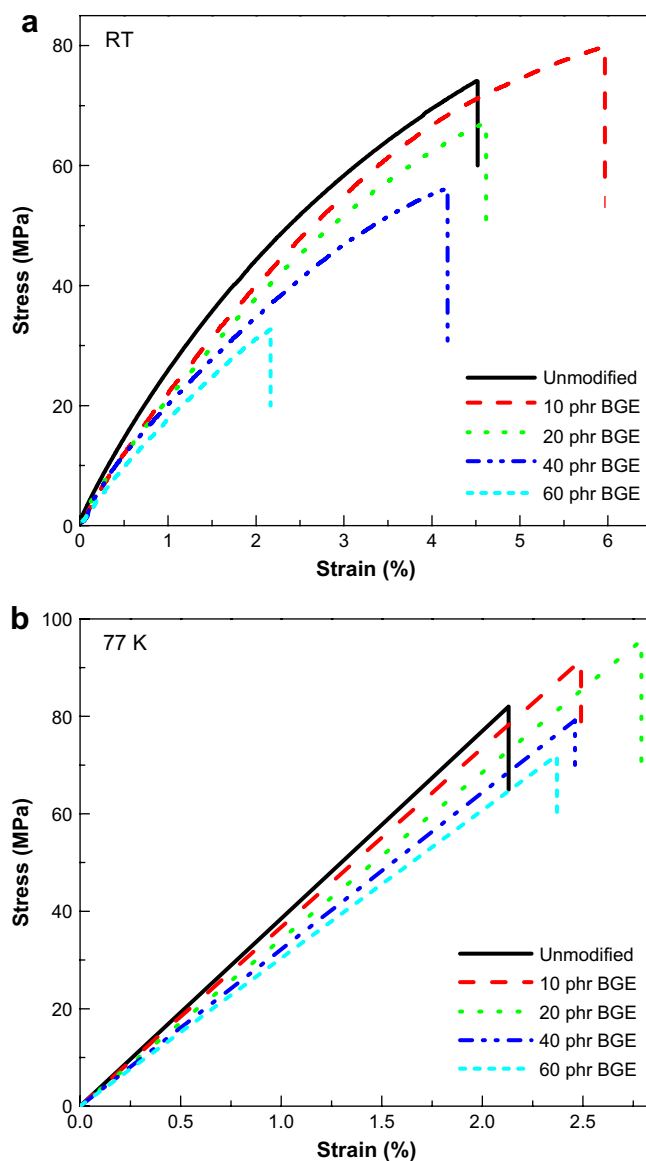 a
RT
80
60
40
20
0
Stress (MPa)
Unmodified
10 phr BGE
20 phr BGE
40 phr BGE
60 phr BGE
0 1 2 3 4 5 6
Strain (%)
b
77 K
100
80
60
40
20
0
Stress (MPa)
Unmodified
10 phr BGE
20 phr BGE
40 phr BGE
60 phr BGE
0.0 0.5 1.0 1.5 2.0 2.5
Strain (%)